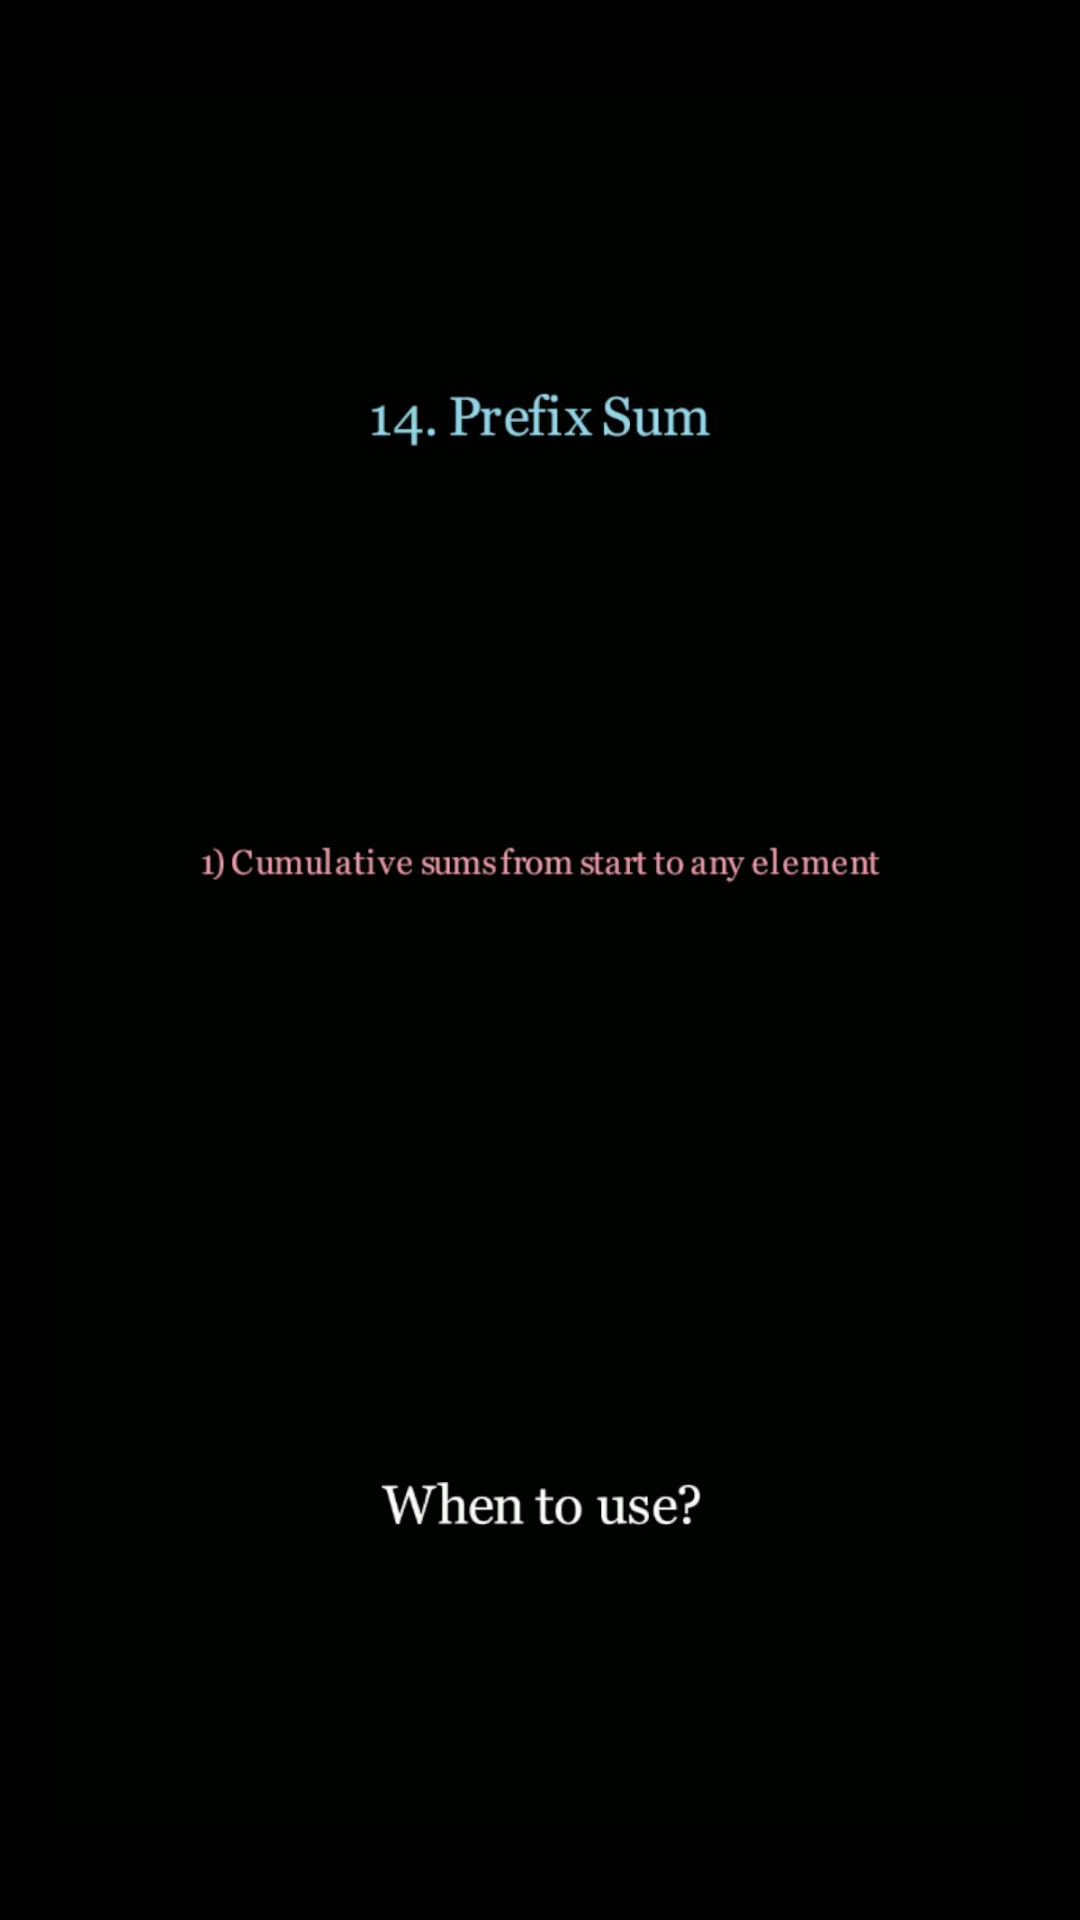 14. Prefix Sum
1) Cumulative sums from start to any element
When to use?